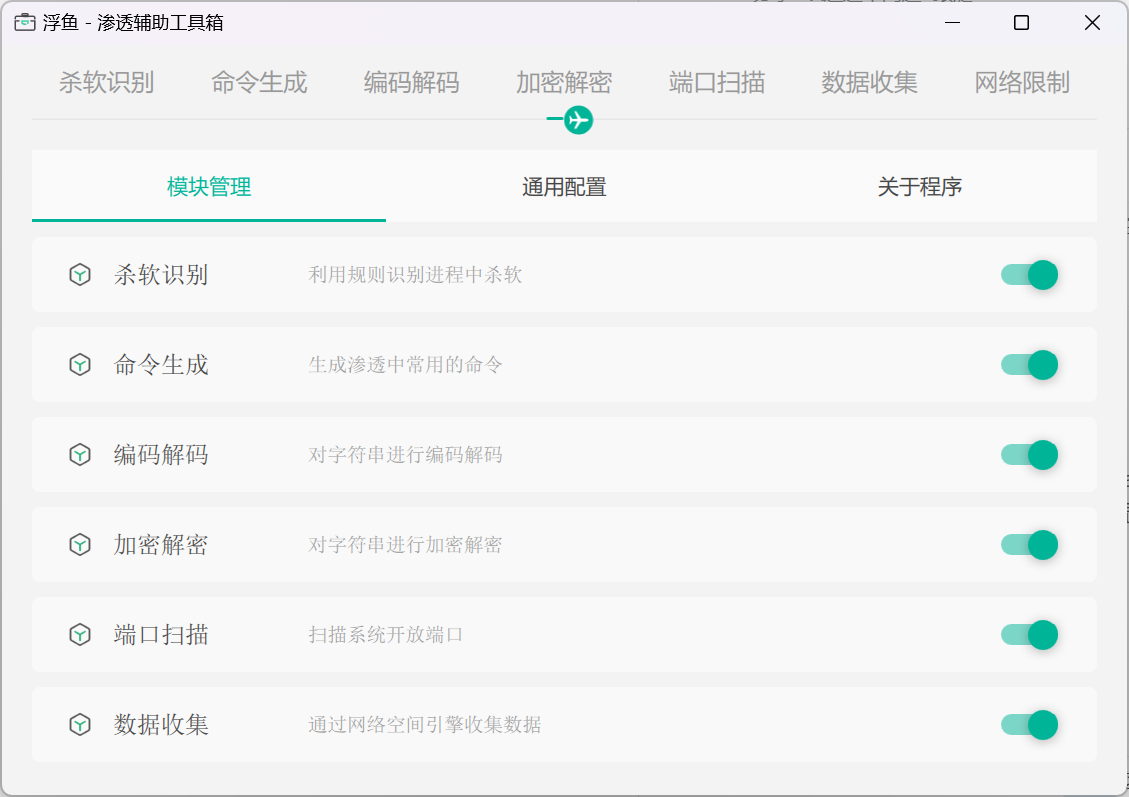 浮鱼 - 渗透辅助工具箱
杀软识别 命令生成 编码解码 加密解密 端口扫描 数据收集 网络限制
模块管理 通用配置 关于程序
杀软识别 利用规则识别进程中杀软
命令生成 生成渗透中常用的命令
编码解码 对字符串进行编码解码
加密解密 对字符串进行加密解密
端口扫描 扫描系统开放端口
数据收集 通过网络空间引擎收集数据